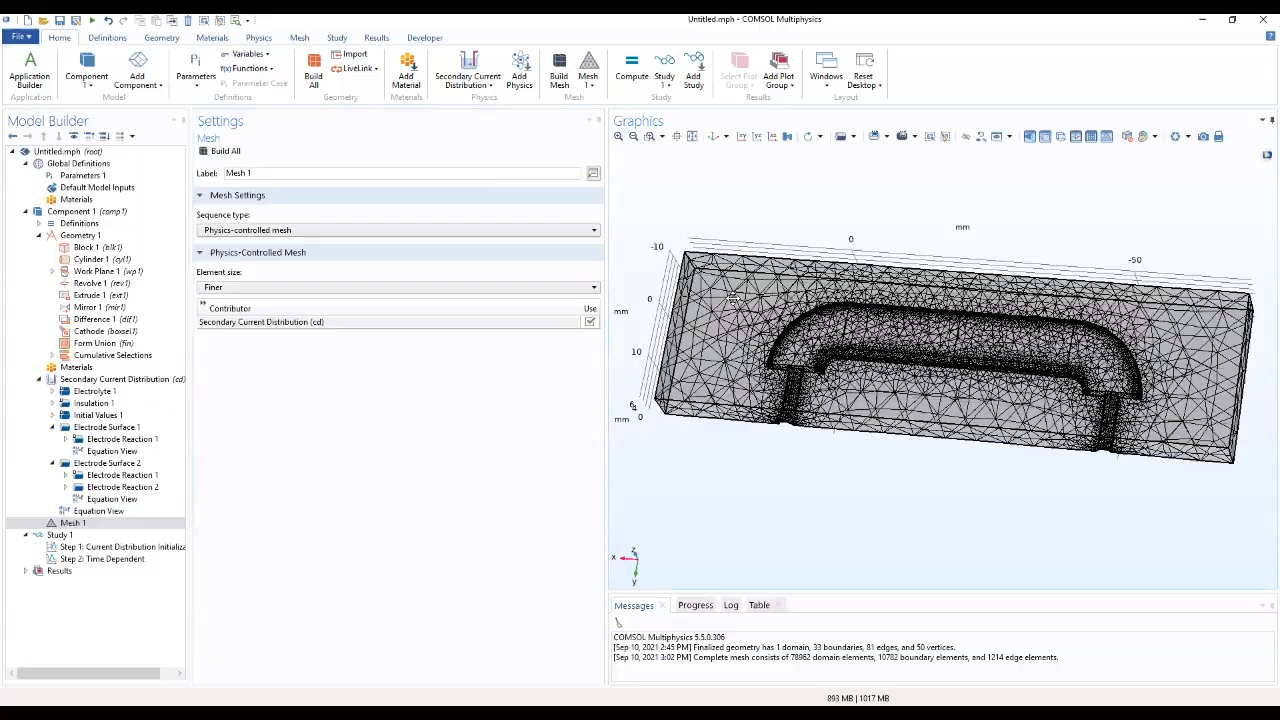 Untitled.mph - COMSOL Multiphysics
File Home Definitions Geometry Materials Physics Mesh Study Results Developer
Application Builder
Component 1
Add Component
Parameters
a= Variables
f(x) Functions
Parameter Case
Build All
Import
LiveLink
Add Material
Secondary Current Distribution
Add Physics
Build Mesh
Mesh 1
Compute
Study 1
Add Study
Select Plot Group
Add Plot Group
Windows
Reset Desktop
Application Model Definitions Geometry Materials Physics Mesh Study Results Layout
Model Builder
Untitled.mph (root)
Global Definitions
Pi Parameters 1
Default Model Inputs
Materials
Component 1 (comp1)
Definitions
Geometry 1
Block 1 (blk1)
Cylinder 1 (cyl1)
Work Plane 1 (wp1)
Revolve 1 (rev1)
Extrude 1 (ext1)
Mirror 1 (mir1)
Difference 1 (dif1)
Cathode (boxsel1)
Form Union (fin)
Cumulative Selections
Materials
Secondary Current Distribution (cd)
Electrolyte 1
Insulation 1
Initial Values 1
Electrode Surface 1
Electrode Reaction 1
Equation View
Electrode Surface 2
Electrode Reaction 1
Electrode Reaction 2
Equation View
Equation View
Mesh 1
Study 1
Step 1: Current Distribution Initializa
Step 2: Time Dependent
Results
Settings
Mesh
Build All
Label: Mesh 1
Mesh Settings
Sequence type:
Physics-controlled mesh
Physics-Controlled Mesh
Element size:
Finer
Contributor Use
Secondary Current Distribution (cd)
Graphics
mm
0
-10
-50
0
mm
10
mm
0
x
z
y
Messages Progress Log Table
COMSOL Multiphysics 5.5.0.306
[Sep 10, 2021 2:45 PM] Finalized geometry has 1 domain, 33 boundaries, 81 edges, and 50 vertices.
[Sep 10, 2021 3:02 PM] Complete mesh consists of 78962 domain elements, 10782 boundary elements, and 1214 edge elements.
893 MB | 1017 MB